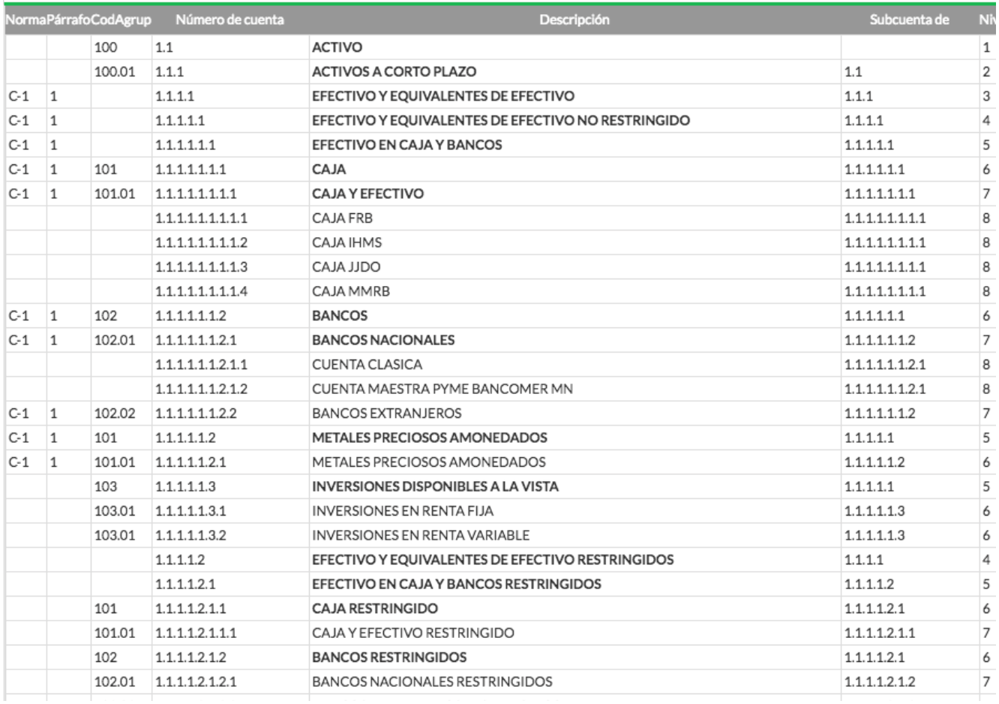 Norma Párrafo CodAgrup Número de cuenta Descripción Subcuenta de Niv
100 1.1 ACTIVO 1
100.01 1.1.1 ACTIVOS A CORTO PLAZO 1.1 2
C-1 1 1.1.1.1 EFECTIVO Y EQUIVALENTES DE EFECTIVO 1.1.1 3
C-1 1 1.1.1.1.1 EFECTIVO Y EQUIVALENTES DE EFECTIVO NO RESTRINGIDO 1.1.1.1 4
C-1 1 1.1.1.1.1.1 EFECTIVO EN CAJA Y BANCOS 1.1.1.1.1 5
C-1 1 101 1.1.1.1.1.1.1 CAJA 1.1.1.1.1.1 6
C-1 1 101.01 1.1.1.1.1.1.1.1 CAJA Y EFECTIVO 1.1.1.1.1.1.1 7
1.1.1.1.1.1.1.1.1 CAJA FRB 1.1.1.1.1.1.1.1 8
1.1.1.1.1.1.1.1.2 CAJA IHMS 1.1.1.1.1.1.1.1 8
1.1.1.1.1.1.1.1.3 CAJA JJDO 1.1.1.1.1.1.1.1 8
1.1.1.1.1.1.1.1.4 CAJA MMRB 1.1.1.1.1.1.1.1 8
C-1 1 102 1.1.1.1.1.1.2 BANCOS 1.1.1.1.1.1 6
C-1 1 102.01 1.1.1.1.1.1.2.1 BANCOS NACIONALES 1.1.1.1.1.1.2 7
1.1.1.1.1.1.2.1.1 CUENTA CLASICA 1.1.1.1.1.1.2.1 8
1.1.1.1.1.1.2.1.2 CUENTA MAESTRA PYME BANCOMER MN 1.1.1.1.1.1.2.1 8
C-1 1 102.02 1.1.1.1.1.1.2.2 BANCOS EXTRANJEROS 1.1.1.1.1.1.2 7
C-1 1 101 1.1.1.1.1.2 METALES PRECIOSOS AMONEDADOS 1.1.1.1.1 5
C-1 1 101.01 1.1.1.1.1.2.1 METALES PRECIOSOS AMONEDADOS 1.1.1.1.1.2 6
103 1.1.1.1.1.3 INVERSIONES DISPONIBLES A LA VISTA 1.1.1.1.1 5
103.01 1.1.1.1.1.3.1 INVERSIONES EN RENTA FIJA 1.1.1.1.1.3 6
103.01 1.1.1.1.1.3.2 INVERSIONES EN RENTA VARIABLE 1.1.1.1.1.3 6
1.1.1.1.2 EFECTIVO Y EQUIVALENTES DE EFECTIVO RESTRINGIDOS 1.1.1.1 4
1.1.1.1.2.1 EFECTIVO EN CAJA Y BANCOS RESTRINGIDOS 1.1.1.1.2 5
101 1.1.1.1.2.1.1 CAJA RESTRINGIDO 1.1.1.1.2.1 6
101.01 1.1.1.1.2.1.1.1 CAJA Y EFECTIVO RESTRINGIDO 1.1.1.1.2.1.1 7
102 1.1.1.1.2.1.2 BANCOS RESTRINGIDOS 1.1.1.1.2.1 6
102.01 1.1.1.1.2.1.2.1 BANCOS NACIONALES RESTRINGIDOS 1.1.1.1.2.1.2 7